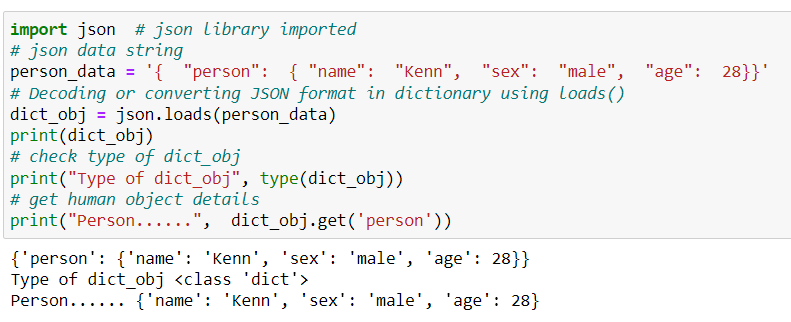 import json  # json library imported
# json data string
person_data = '{  "person":  { "name":  "Kenn",  "sex":  "male",  "age":  28}}'
# Decoding or converting JSON format in dictionary using loads()
dict_obj = json.loads(person_data)
print(dict_obj)
# check type of dict_obj
print("Type of dict_obj", type(dict_obj))
# get human object details
print("Person......",  dict_obj.get('person'))
{'person': {'name': 'Kenn', 'sex': 'male', 'age': 28}}
Type of dict_obj <class 'dict'>
Person...... {'name': 'Kenn', 'sex': 'male', 'age': 28}